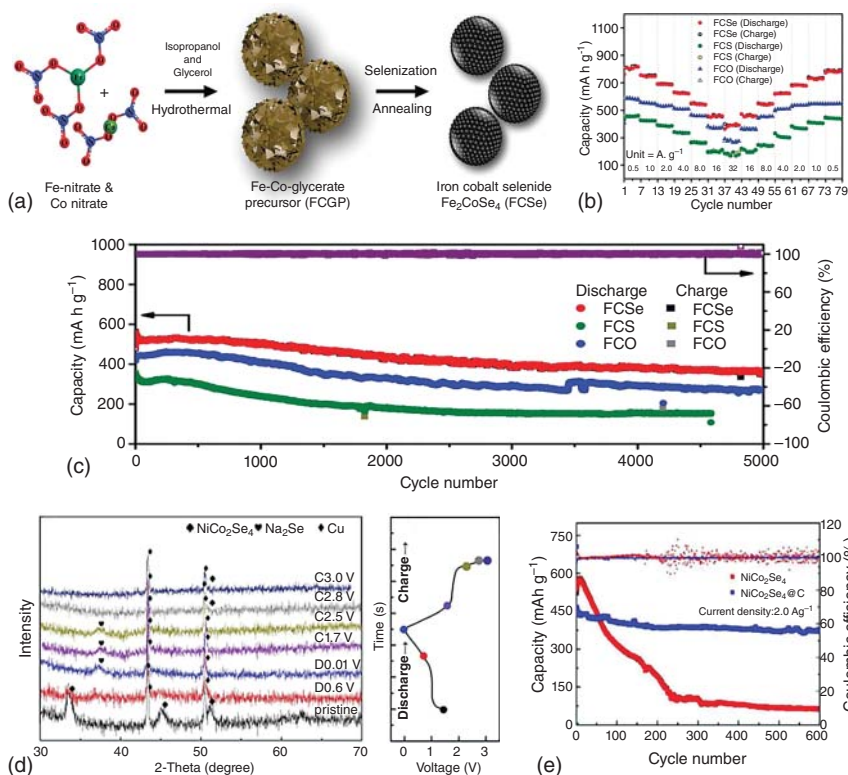 Isopropanol
and Glycerol
Hydrothermal
Selenization
Annealing
+
Fe-nitrate &
Co nitrate
Fe-Co-glycerate
precursor (FCGP)
Iron cobalt selenide
Fe₂CoSe₄ (FCSe)
(a)
1100
900
700
500
300
100
Capacity (mA h g⁻¹)
FCSe (Discharge)
FCSe (Charge)
FCS (Discharge)
FCS (Charge)
FCO (Discharge)
FCO (Charge)
Unit = A. g⁻¹
0.5 1.0 2.0 4.0 8.0 16 32 16 8.0 4.0 2.0 1.0 0.5
1 7 13 19 25 31 37 43 49 55 61 67 73 79
Cycle number
(b)
1000
800
600
400
200
0
Capacity (mA h g⁻¹)
Discharge
FCSe
FCS
FCO
Charge
FCSe
FCS
FCO
100
60
20
−20
−60
−100
Coulombic efficiency (%)
0 1000 2000 3000 4000 5000
Cycle number
(c)
NiCo₂Se₄ Na₂Se Cu
Intensity
C3.0 V
C2.8 V
C2.5 V
C1.7 V
D0.01 V
D0.6 V
pristine
30 40 50 60 70
2-Theta (degree)
Time (s)
Charge→
Discharge→
0 1 2 3
Voltage (V)
(d)
750
600
450
300
150
0
Capacity (mAh g⁻¹)
NiCo₂Se₄
NiCo₂Se₄@C
Current density:2.0 Ag⁻¹
120
100
80
60
40
20
0
Coulombic efficiency (%)
0 100 200 300 400 500 600
Cycle number
(e)